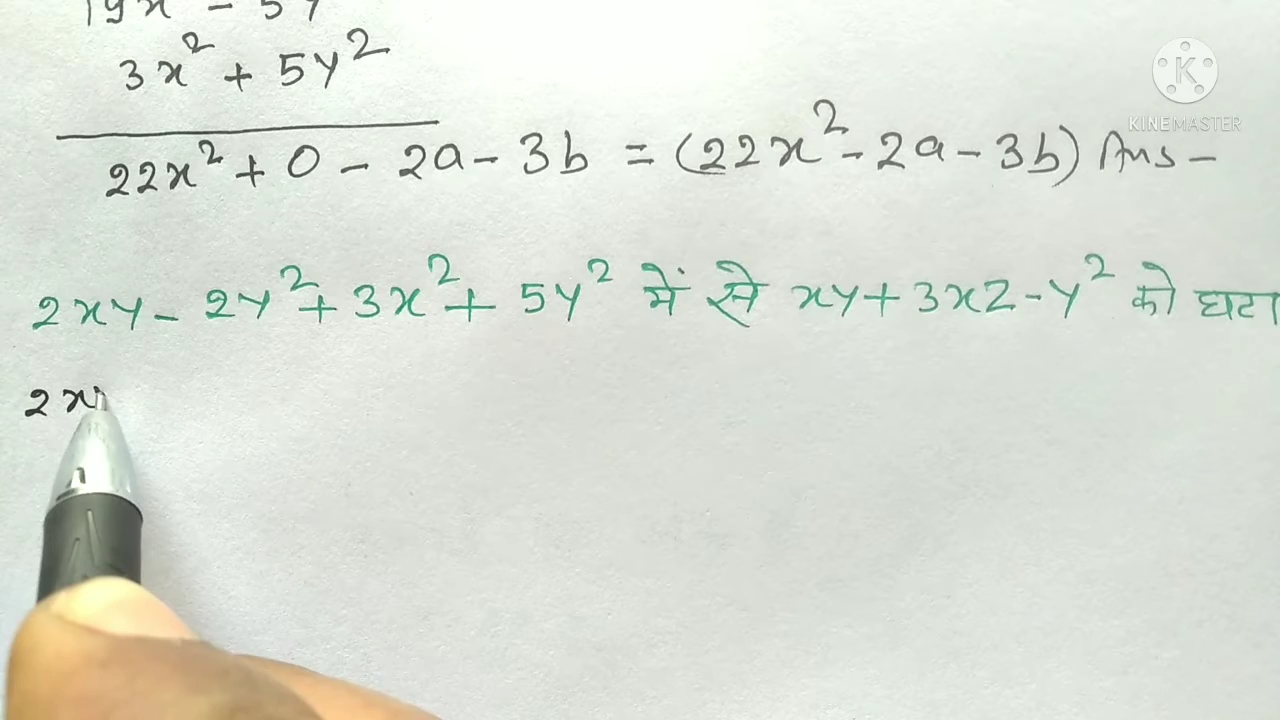 3x² + 5y²
22x² + 0 - 2a - 3b = (22x² - 2a - 3b) Ans -
2xy - 2y² + 3x² + 5y² में से xy + 3xz - y² को घटा
2x
K
KINEMASTER